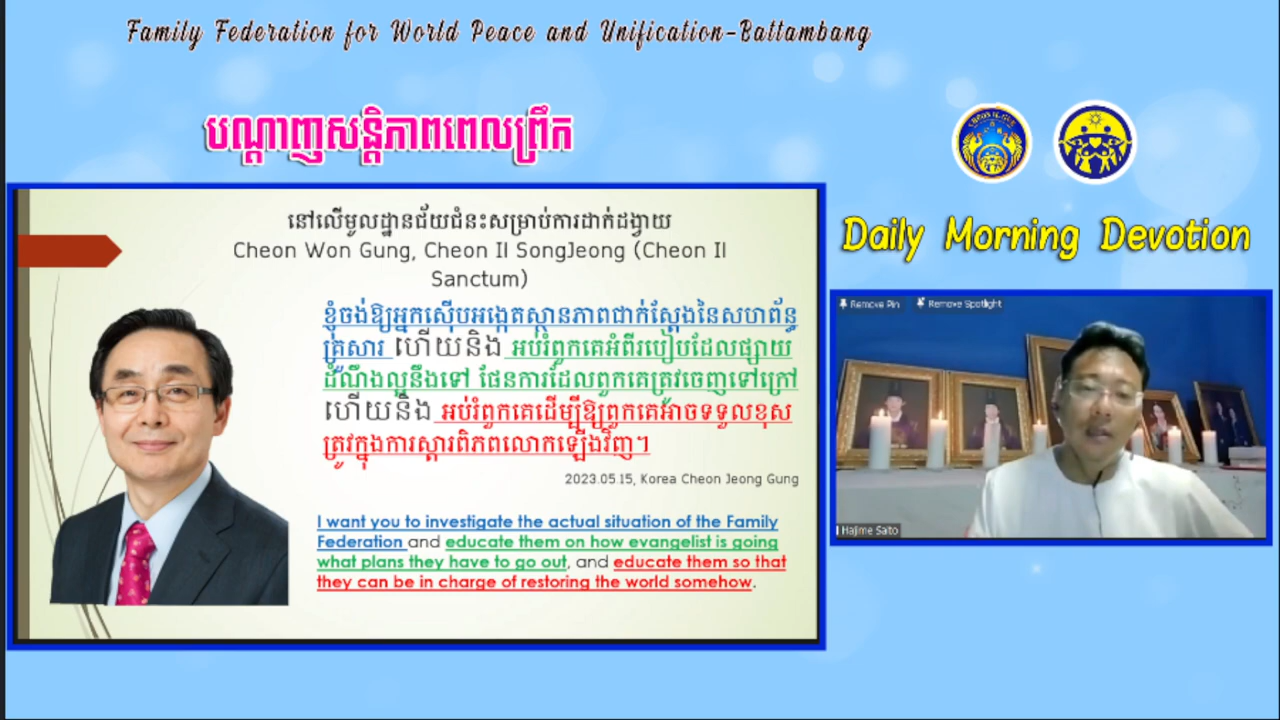 Family Federation for World Peace and Unification-Battambang
បណ្តាញសន្តិភាពពេលព្រឹក
CHEON IL GUK
Daily Morning Devotion
នៅលើមូលដ្ឋានជ័យជំនះសម្រាប់ការដាក់ដង្វាយ
Cheon Won Gung, Cheon Il SongJeong (Cheon Il
Sanctum)
ខ្ញុំចង់ឱ្យអ្នកស៊ើបអង្កេតស្ថានភាពជាក់ស្តែងនៃសហព័ន្ធ
គ្រួសារ ហើយនិង អប់រំពួកគេអំពីរបៀបដែលផ្សាយ
ដំណឹងល្អនឹងទៅ ផែនការដែលពួកគេត្រូវចេញទៅក្រៅ
ហើយនិង អប់រំពួកគេដើម្បីឱ្យពួកគេអាចទទួលខុស
ត្រូវក្នុងការស្តារពិភពលោកឡើងវិញ។
2023.05.15, Korea Cheon Jeong Gung
I want you to investigate the actual situation of the Family
Federation and educate them on how evangelist is going
what plans they have to go out, and educate them so that
they can be in charge of restoring the world somehow.
Remove Pin Remove Spotlight
Hajime Saito